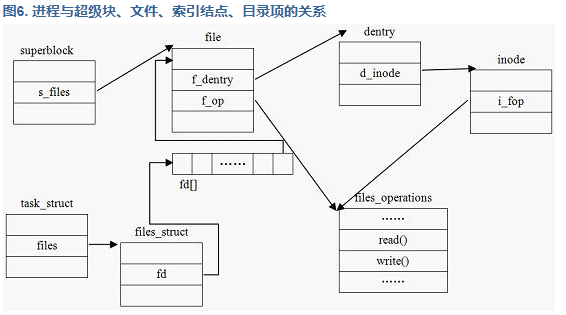 图6. 进程与超级块、文件、索引结点、目录项的关系
superblock
s_files
file
f_dentry
f_op
dentry
d_inode
inode
i_fop
……
fd[]
task_struct
files
files_struct
fd
files_operations
……
read()
write()
……